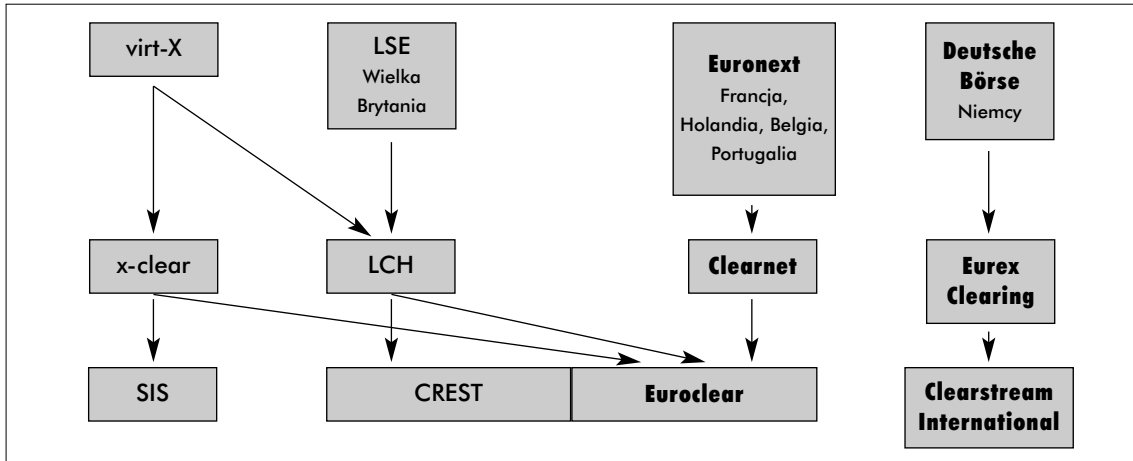 virt-X
LSE
Wielka
Brytania
Euronext
Francja,
Holandia, Belgia,
Portugalia
Deutsche
Börse
Niemcy
x-clear
LCH
Clearnet
Eurex
Clearing
SIS
CREST
Euroclear
Clearstream
International